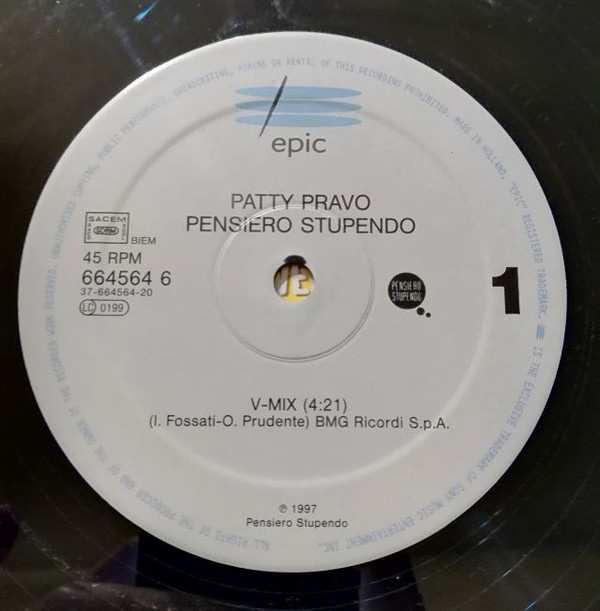 epic
PATTY PRAVO
PENSIERO STUPENDO
SACEM
BIEM
45 RPM
664564 6
37-664564-20
LC 0199
PENSIERO
STUPENDO
1
V-MIX (4:21)
(I. Fossati-O. Prudente) BMG Ricordi S.p.A.
℗ 1997
Pensiero Stupendo
ALL RIGHTS OF THE PRODUCER AND OF THE OWNER OF THE RECORDED WORK RESERVED. UNAUTHORISED COPYING, PUBLIC PERFORMANCE, BROADCASTING, HIRING OR RENTAL OF THIS RECORDING PROHIBITED. MADE IN HOLLAND. "EPIC" REGISTERED TRADEMARK. IS THE EXCLUSIVE TRADEMARK OF SONY MUSIC ENTERTAINMENT INC.